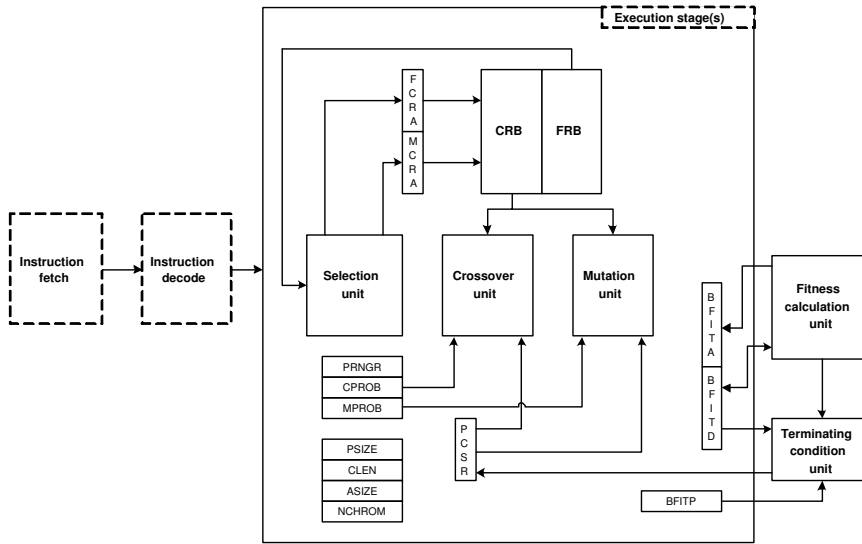 Execution stage(s)
F
C
R
A
M
C
R
A
CRB
FRB
Instruction
fetch
Instruction
decode
Selection
unit
Crossover
unit
Mutation
unit
B
F
I
T
A
B
F
I
T
D
Fitness
calculation
unit
PRNGR
CPROB
MPROB
P
C
S
R
Terminating
condition
unit
PSIZE
CLEN
ASIZE
NCHROM
BFITP